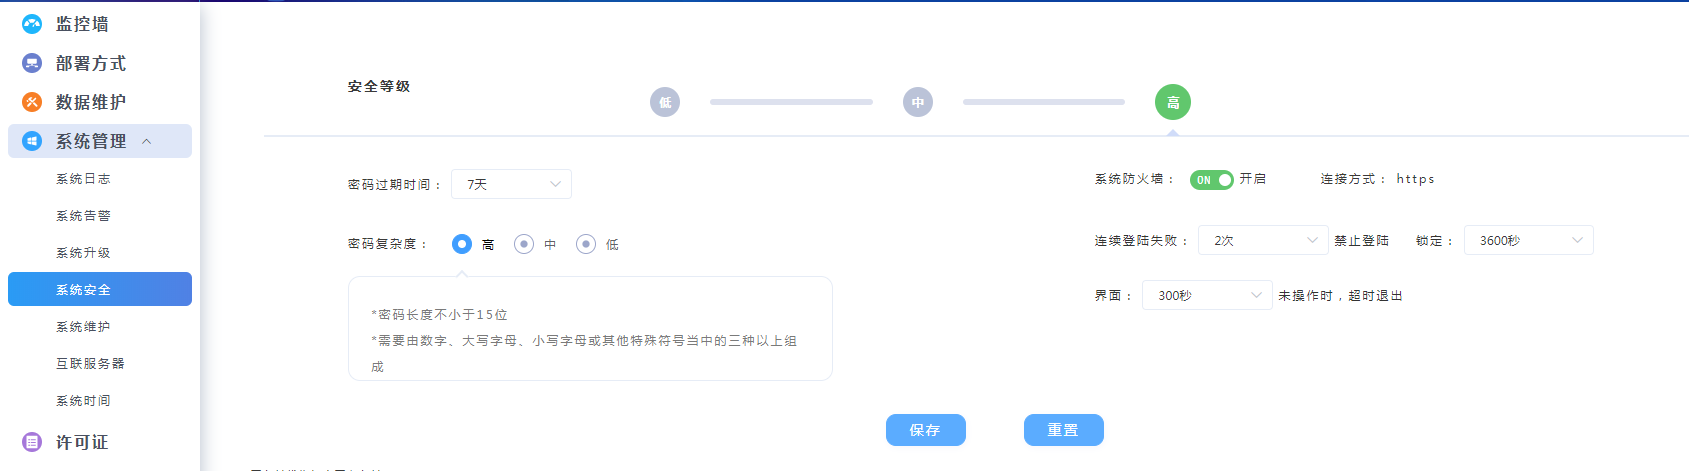 监控墙
部署方式
数据维护
系统管理
系统日志
系统告警
系统升级
系统安全
系统维护
互联服务器
系统时间
许可证
安全等级
低
中
高
密码过期时间： 7天
密码复杂度： 高 中 低
*密码长度不小于15位
*需要由数字、大写字母、小写字母或其他特殊符号当中的三种以上组
成
系统防火墙： ON 开启 连接方式： https
连续登陆失败： 2次 禁止登陆 锁定： 3600秒
界面： 300秒 未操作时，超时退出
保存 重置